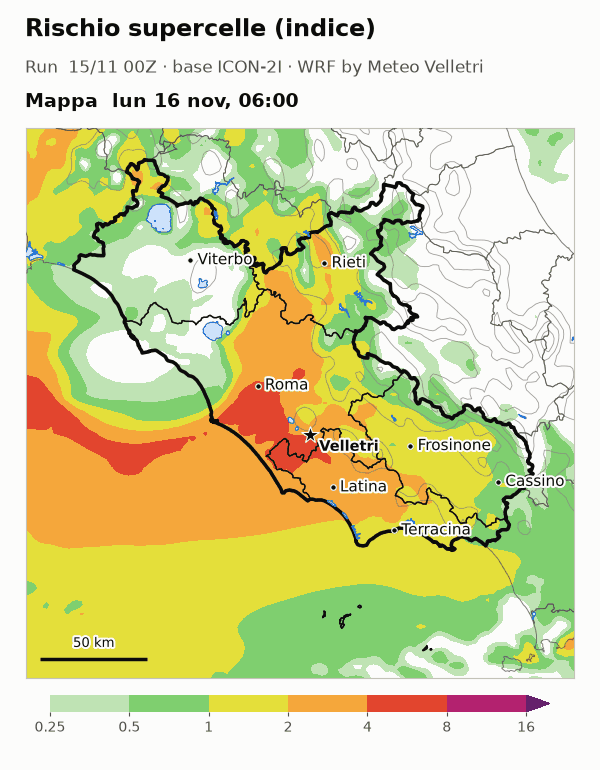 Rischio supercelle (indice)
Run  15/11 00Z · base ICON-2I · WRF by Meteo Velletri
Mappa  lun 16 nov, 06:00
Viterbo
Rieti
Roma
Velletri
Frosinone
Cassino
Latina
Terracina
50 km
0.25 0.5 1 2 4 8 16